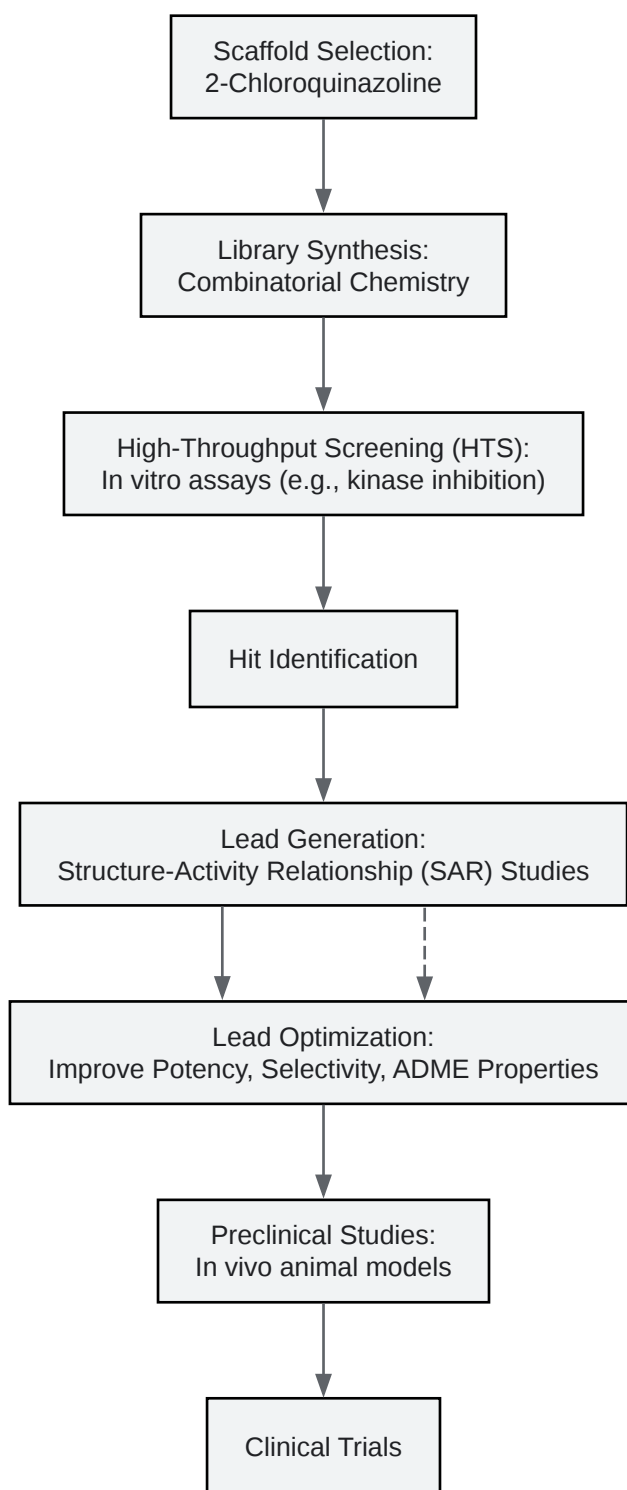 Scaffold Selection:
2-Chloroquinazoline
Library Synthesis:
Combinatorial Chemistry
High-Throughput Screening (HTS):
In vitro assays (e.g., kinase inhibition)
Hit Identification
Lead Generation:
Structure-Activity Relationship (SAR) Studies
Lead Optimization:
Improve Potency, Selectivity, ADME Properties
Preclinical Studies:
In vivo animal models
Clinical Trials